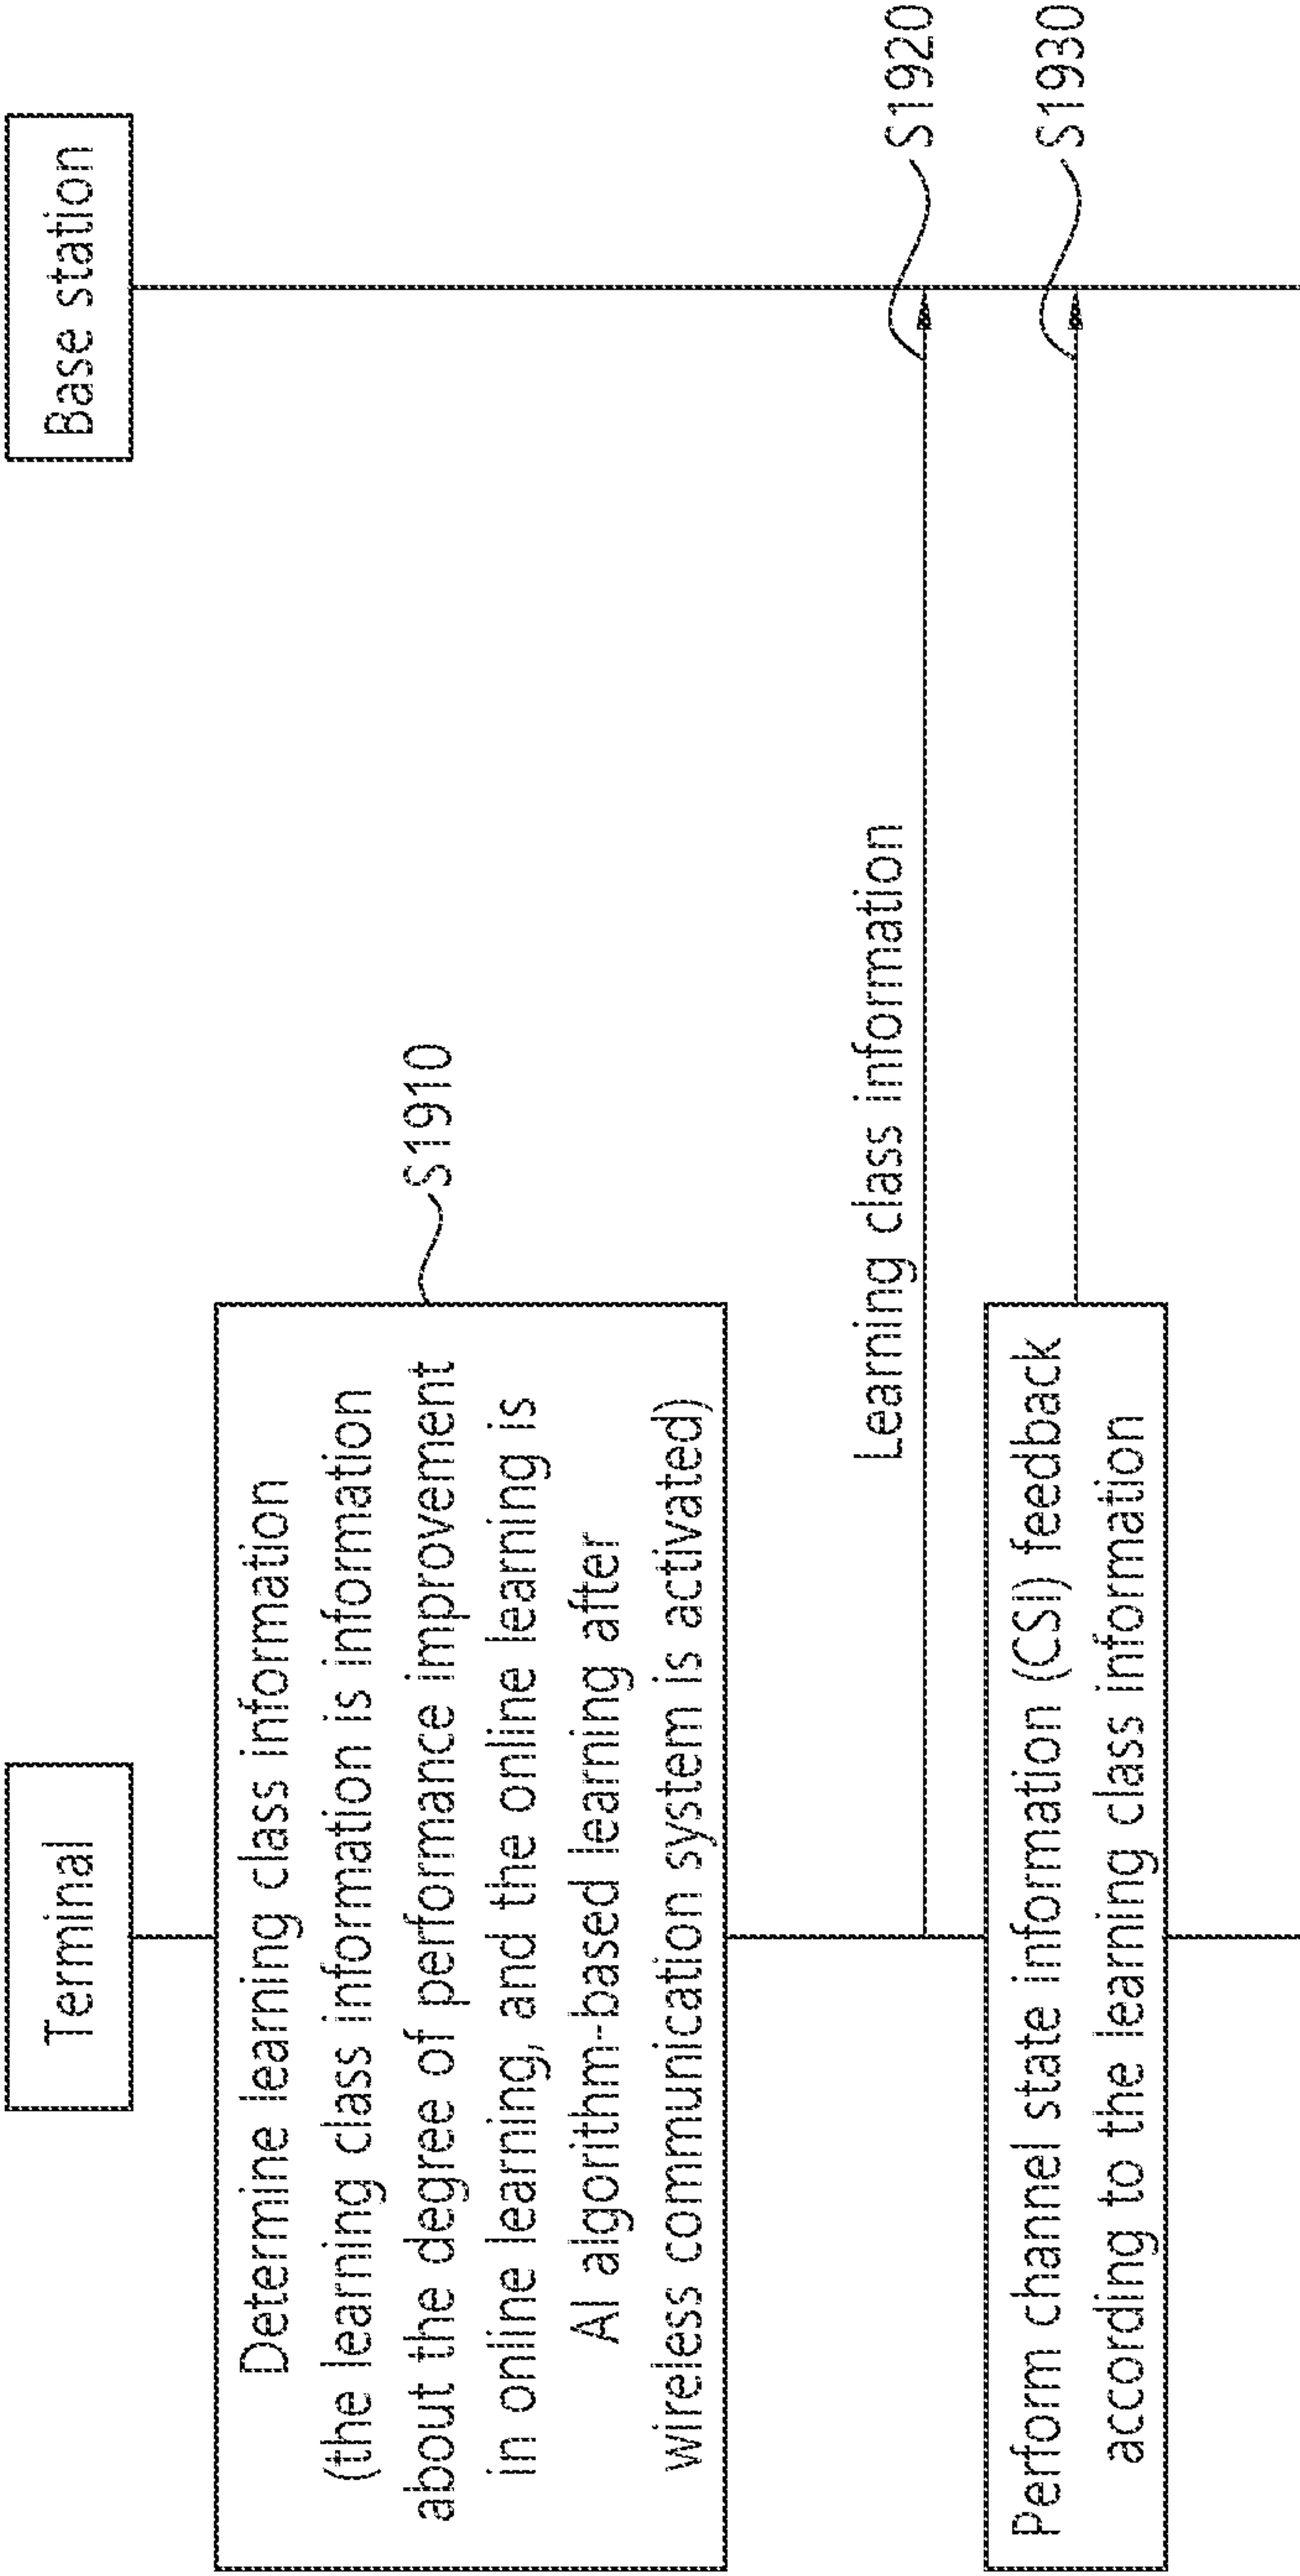 Terminal
Base station
Determine learning class information
(the learning class information is information
about the degree of performance improvement
in online learning, and the online learning is
AI algorithm-based learning after
wireless communication system is activated)
S1910
Learning class information
S1920
Perform channel state information (CSI) feedback
according to the learning class information
S1930